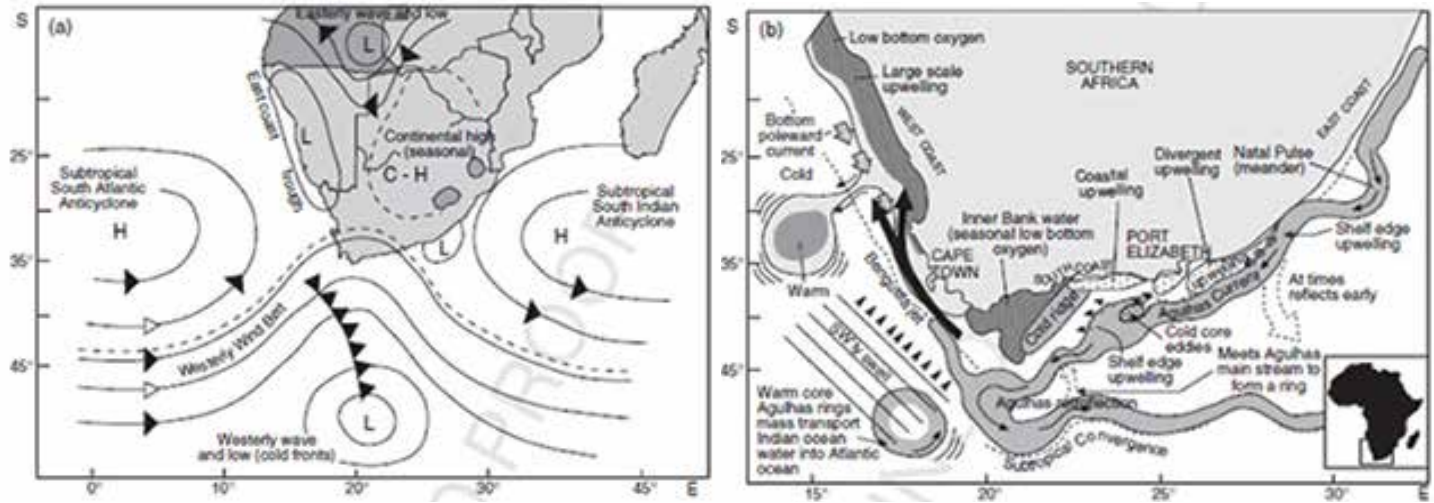 S
(a)
Easterly wave and low
L
East coast
trough
L
Continental high
(seasonal)
C - H
25°
Subtropical
South Atlantic
Anticyclone
H
Subtropical
South Indian
Anticyclone
H
L
35°
Westerly Wind Belt
45°
L
Westerly wave
and low (cold fronts)
0°
10°
20°
30°
E
S
(b)
Low bottom oxygen
Large scale
upwelling
SOUTHERN
AFRICA
WEST COAST
EAST COAST
Bottom
poleward
current
25°
Cold
Divergent
upwelling
Natal Pulse
(meander)
Coastal
upwelling
Inner Bank water
(seasonal low bottom
oxygen)
PORT
ELIZABETH
Shelf edge
upwelling
CAPE
TOWN
SOUTH COAST
upwelling
35°
Warm
Benguela jet
Cold ridge
Agulhas Current
At times
reflects early
Cold core
eddies
SW'ly swell
Shelf edge
upwelling
Meets Agulhas
main stream to
form a ring
45°
Warm core
Agulhas rings
mass transport
Indian ocean
water into Atlantic
ocean
Agulhas retroflection
Subtropical Convergence
15°
20°
25°
30°
E